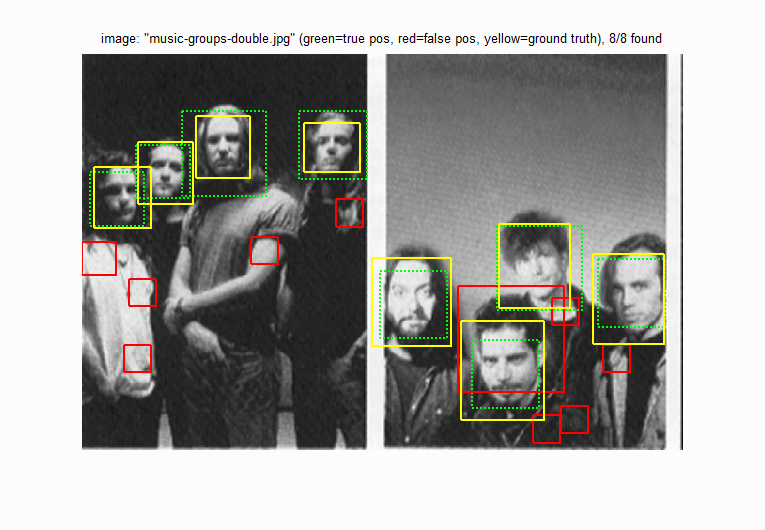 image: "music-groups-double.jpg" (green=true pos, red=false pos, yellow=ground truth), 8/8 found